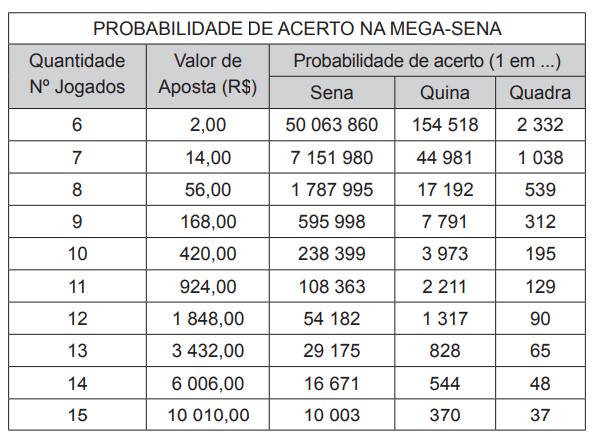 PROBABILIDADE DE ACERTO NA MEGA-SENA
Quantidade Nº Jogados Valor de Aposta (R$) Probabilidade de acerto (1 em ...)
Sena Quina Quadra
6 2,00 50 063 860 154 518 2 332
7 14,00 7 151 980 44 981 1 038
8 56,00 1 787 995 17 192 539
9 168,00 595 998 7 791 312
10 420,00 238 399 3 973 195
11 924,00 108 363 2 211 129
12 1 848,00 54 182 1 317 90
13 3 432,00 29 175 828 65
14 6 006,00 16 671 544 48
15 10 010,00 10 003 370 37